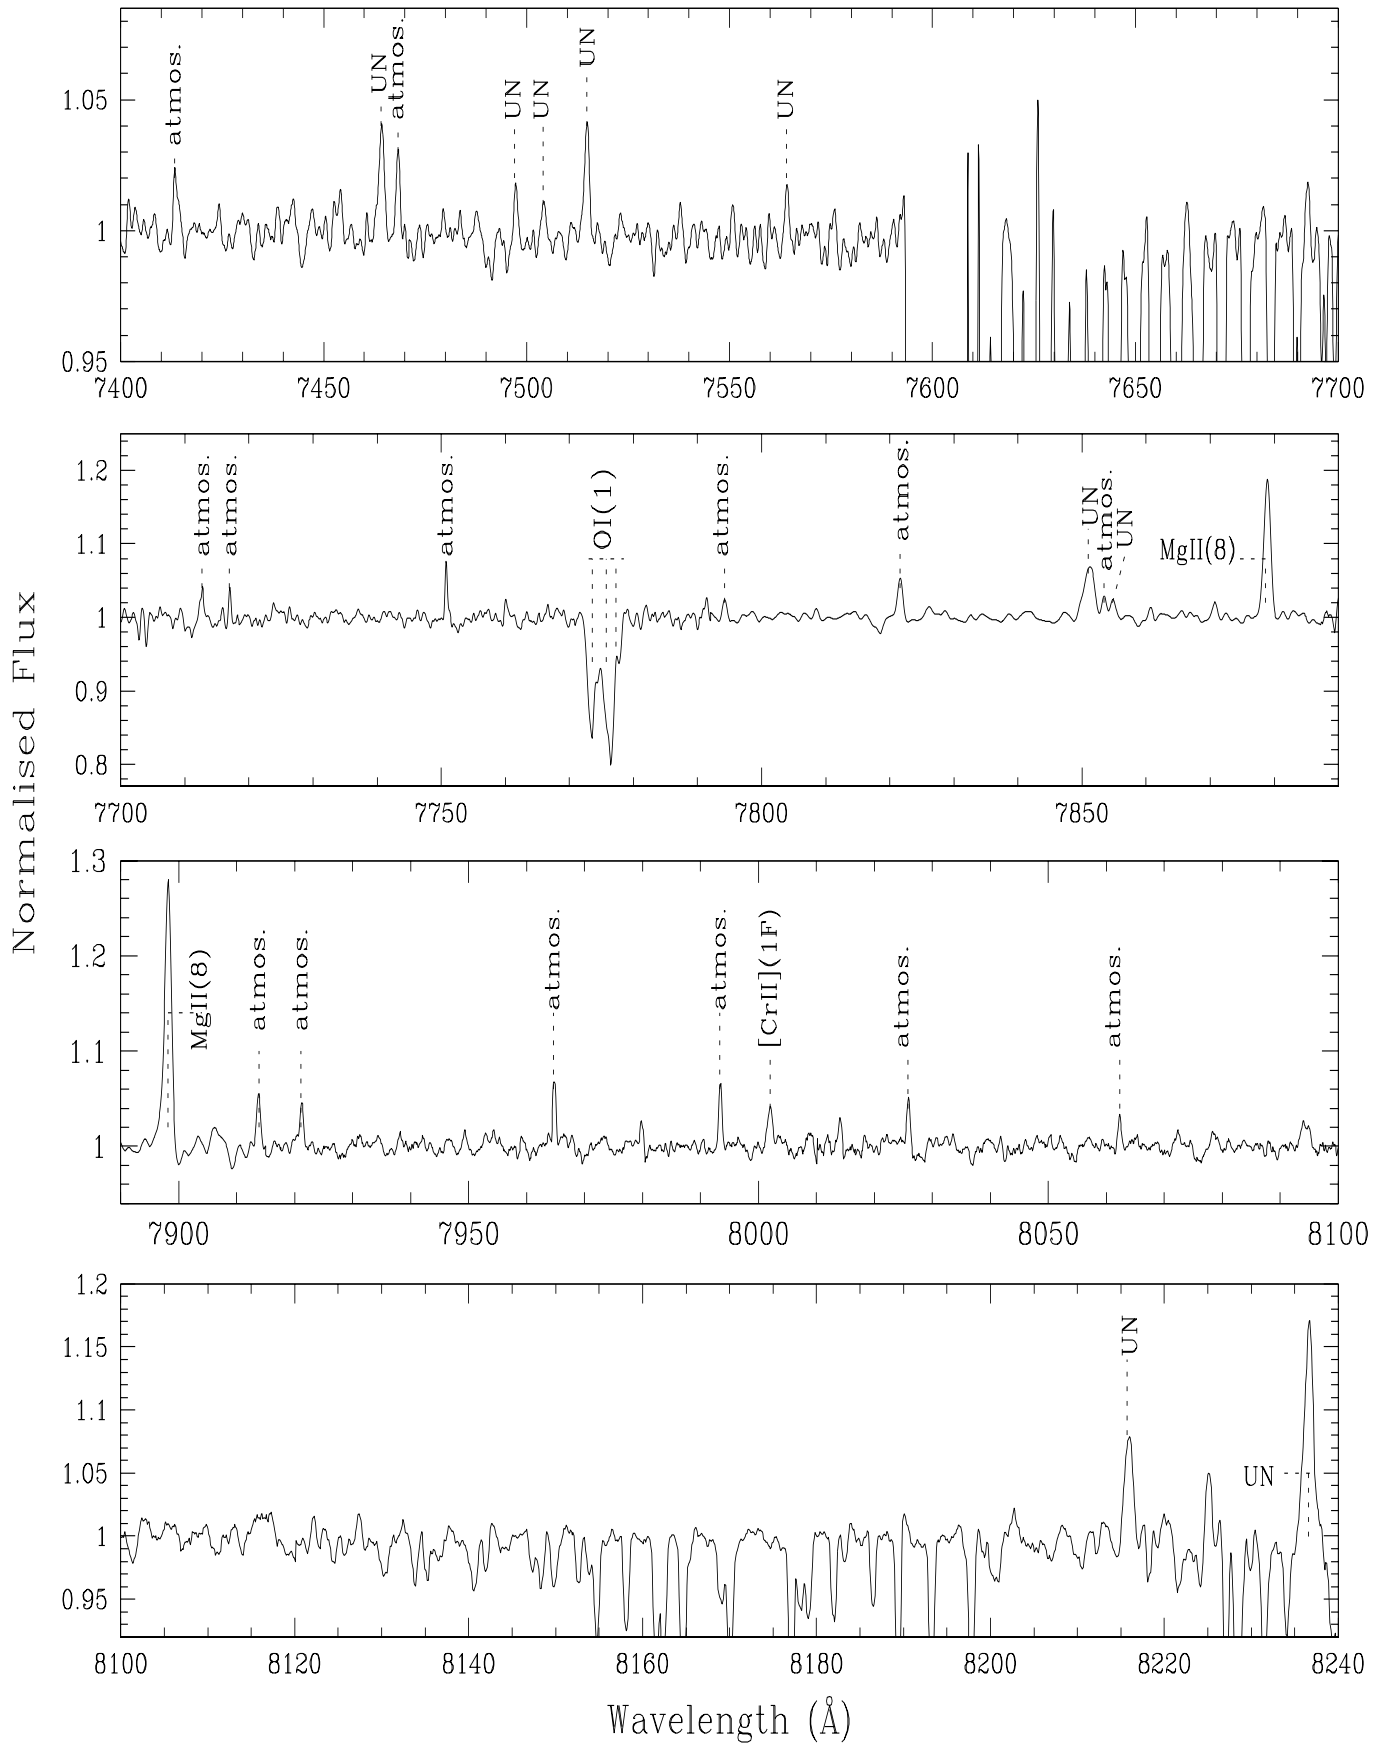 Normalised Flux
1.05
1
0.95
atmos.
UN
atmos.
UN
UN
UN
UN
7400
7450
7500
7550
7600
7650
7700
1.2
1.1
1
0.9
0.8
atmos.
atmos.
atmos.
OI(1)
atmos.
atmos.
UN
atmos.
UN
MgII(8)
7700
7750
7800
7850
1.3
1.2
1.1
1
MgII(8)
atmos.
atmos.
atmos.
atmos.
[CrII](1F)
atmos.
atmos.
7900
7950
8000
8050
8100
1.2
1.15
1.1
1.05
1
0.95
UN
UN
8100
8120
8140
8160
8180
8200
8220
8240
Wavelength (Å)